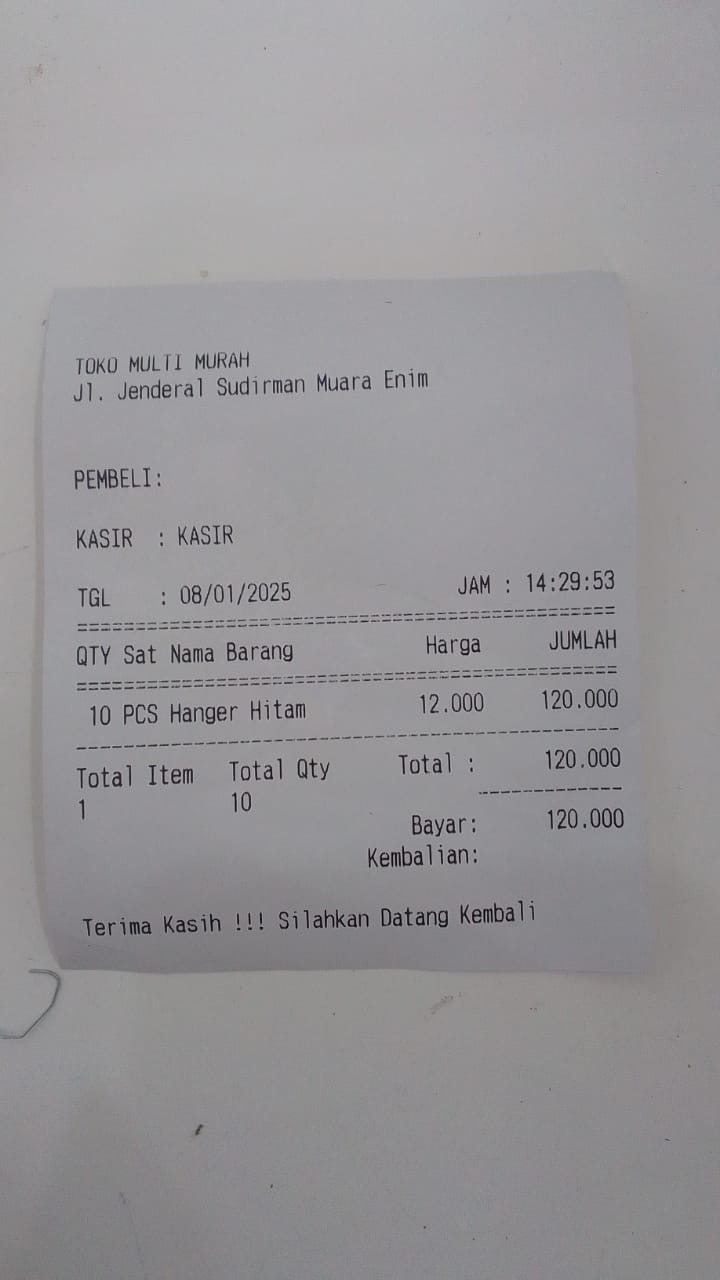 TOKO MULTI MURAH
Jl. Jenderal Sudirman Muara Enim
PEMBELI:
KASIR : KASIR
TGL : 08/01/2025 JAM : 14:29:53
==========================================================
QTY Sat Nama Barang Harga JUMLAH
==========================================================
10 PCS Hanger Hitam 12.000 120.000
----------------------------------------------------------
Total Item Total Qty Total : 120.000
---------------
1 10
Bayar: 120.000
Kembalian:
Terima Kasih !!! Silahkan Datang Kembali